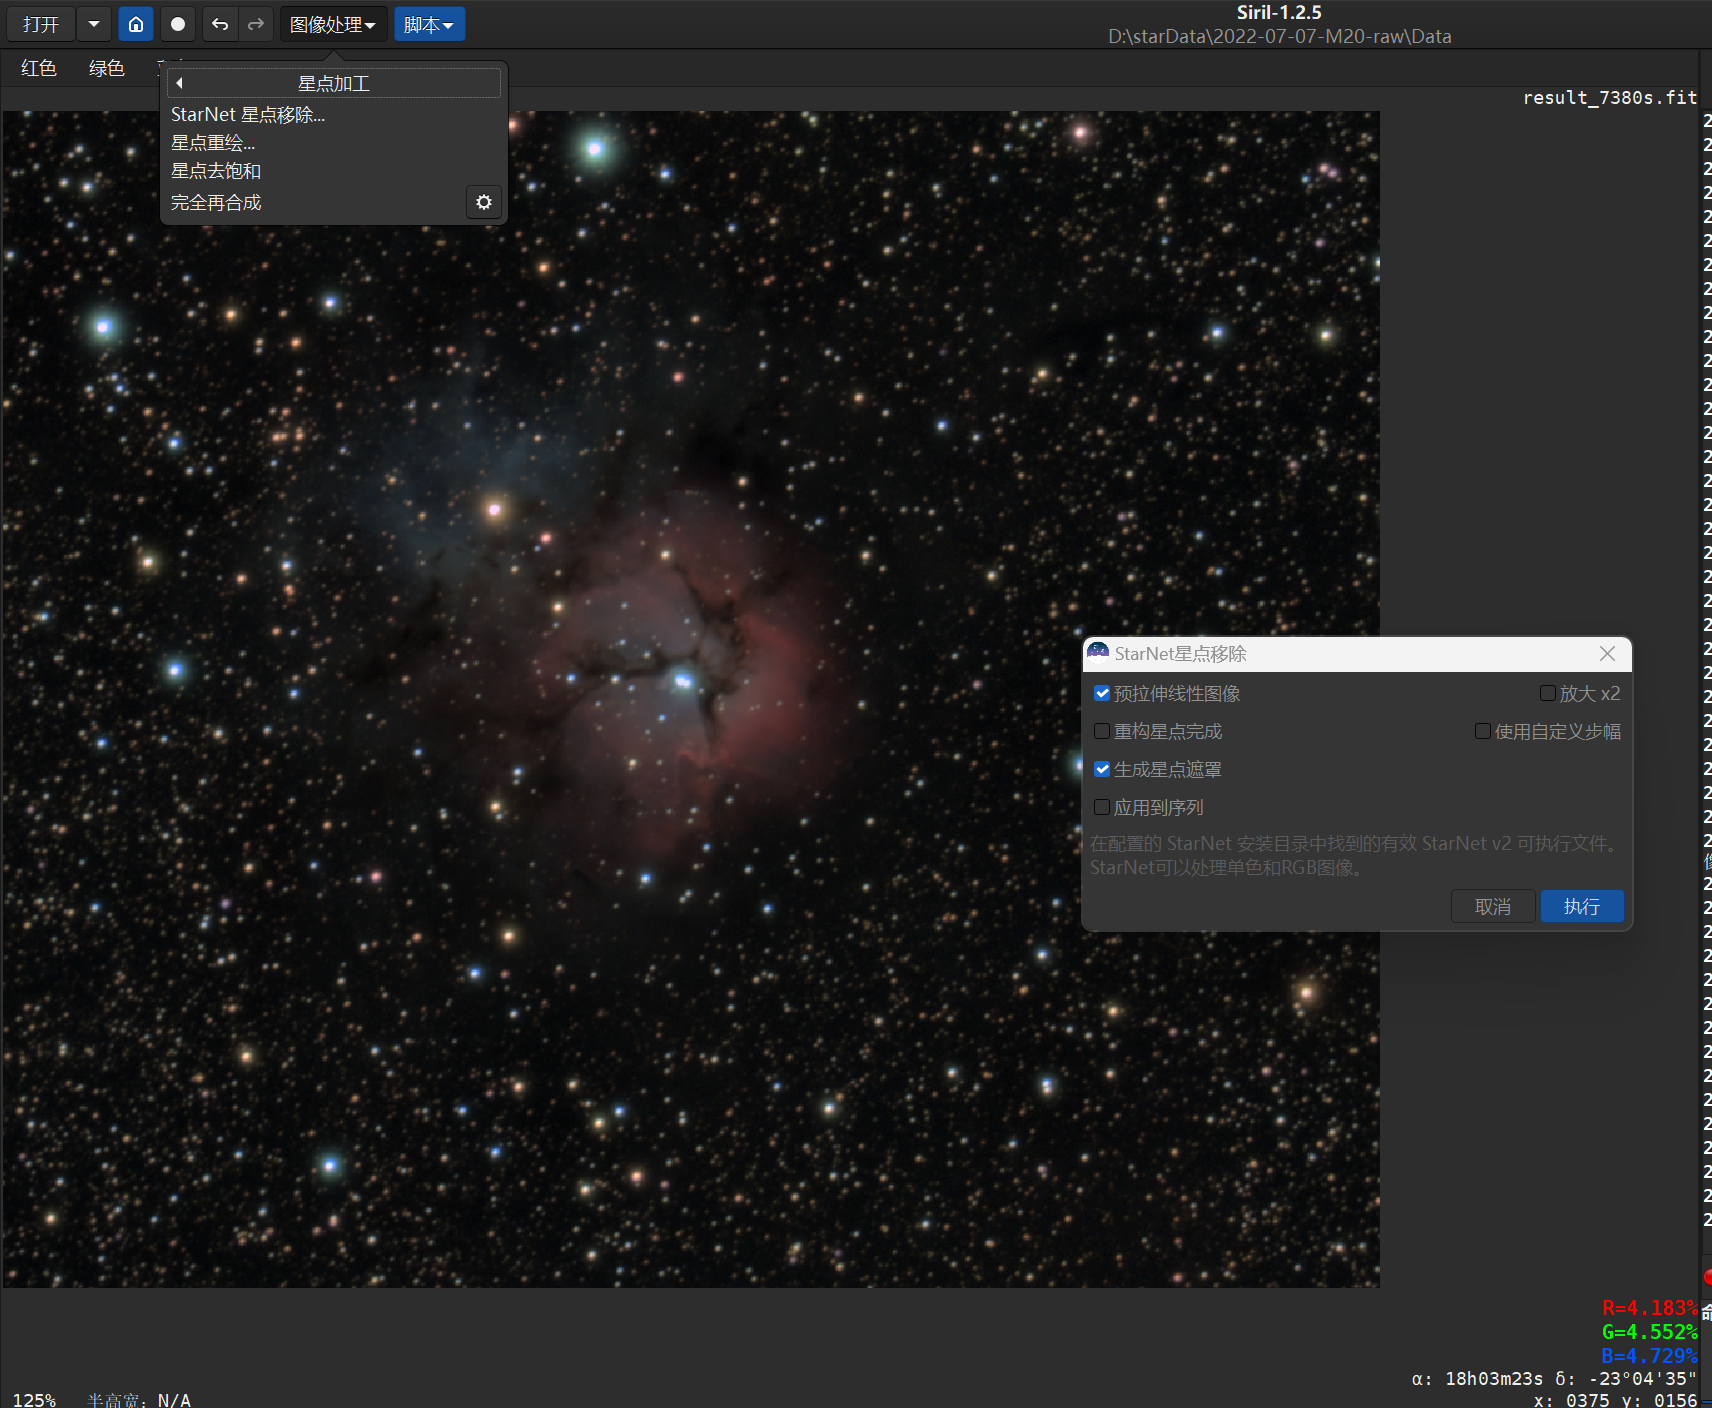 打开
图像处理
脚本
Siril-1.2.5
D:\starData\2022-07-07-M20-raw\Data
红色 绿色
星点加工
StarNet 星点移除...
星点重绘...
星点去饱和
完全再合成
result_7380s.fit
StarNet星点移除
预拉伸线性图像 放大 x2
重构星点完成 使用自定义步幅
生成星点遮罩
应用到序列
在配置的 StarNet 安装目录中找到的有效 StarNet v2 可执行文件。
StarNet可以处理单色和RGB图像。
取消 执行
R=4.183%
G=4.552%
B=4.729%
α: 18h03m23s δ: -23°04'35"
125% 半高宽: N/A x: 0375 y: 0156